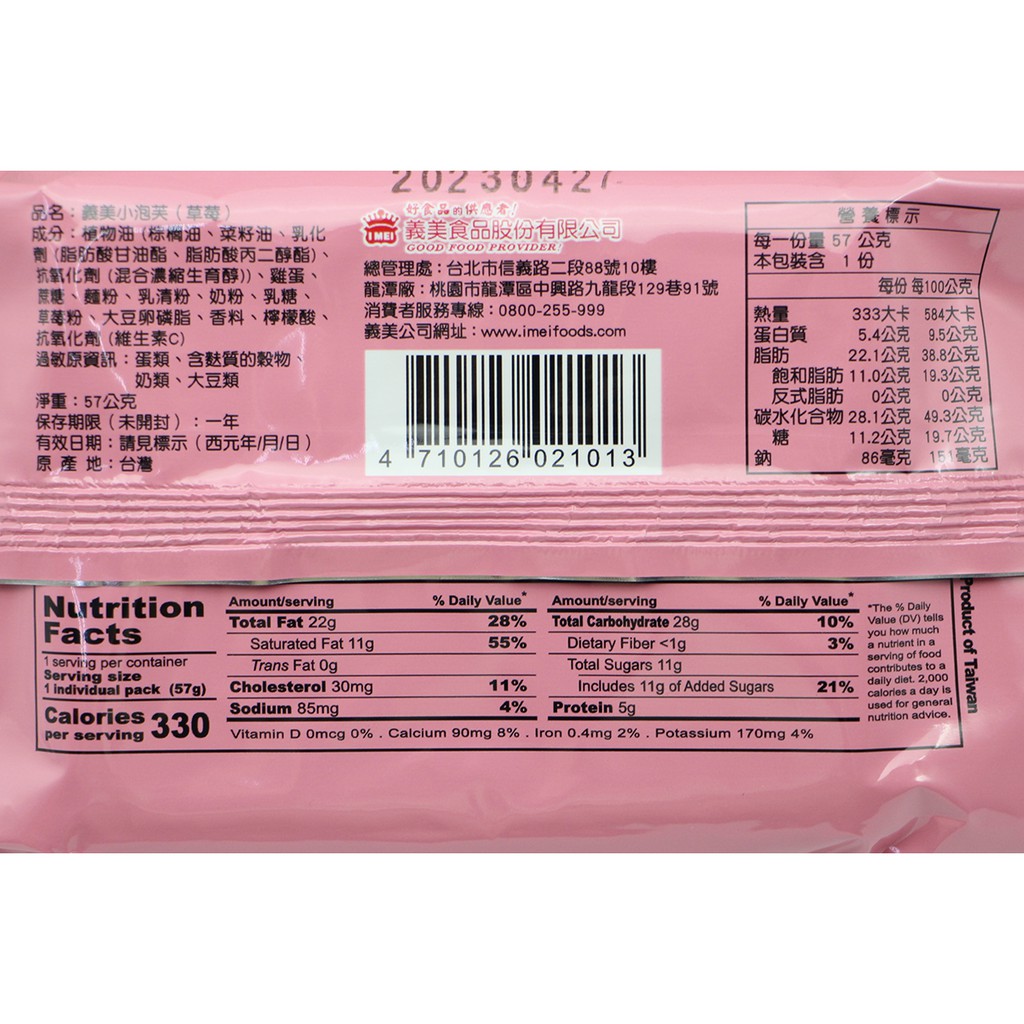 20230427
品名：義美小泡芙（草莓）
成分：植物油（棕櫚油、菜籽油、乳化
劑（脂肪酸甘油酯、脂肪酸丙二醇酯）、
抗氧化劑（混合濃縮生育醇））、雞蛋、
蔗糖、麵粉、乳清粉、奶粉、乳糖、
草莓粉、大豆卵磷脂、香料、檸檬酸、
抗氧化劑（維生素C）
過敏原資訊：蛋類、含麩質的穀物、
奶類、大豆類
淨重：57公克
保存期限（未開封）：一年
有效日期：請見標示（西元年/月/日）
原 產 地：台灣
好食品的供應者！
I MEI 義美食品股份有限公司
GOOD FOOD PROVIDER!
總管理處：台北市信義路二段88號10樓
龍潭廠：桃園市龍潭區中興路九龍段129巷91號
消費者服務專線：0800-255-999
義美公司網址：www.imeifoods.com
4 710126 021013
營養標示
每一份量 57 公克
本包裝含 1 份
每份 每100公克
熱量 333大卡 584大卡
蛋白質 5.4公克 9.5公克
脂肪 22.1公克 38.8公克
飽和脂肪 11.0公克 19.3公克
反式脂肪 0公克 0公克
碳水化合物 28.1公克 49.3公克
糖 11.2公克 19.7公克
鈉 86毫克 151毫克
Nutrition
Facts
1 serving per container
Serving size
1 individual pack (57g)
Calories
per serving 330
Amount/serving % Daily Value*
Total Fat 22g 28%
Saturated Fat 11g 55%
Trans Fat 0g
Cholesterol 30mg 11%
Sodium 85mg 4%
Amount/serving % Daily Value*
Total Carbohydrate 28g 10%
Dietary Fiber <1g 3%
Total Sugars 11g
Includes 11g of Added Sugars 21%
Protein 5g
Vitamin D 0mcg 0% . Calcium 90mg 8% . Iron 0.4mg 2% . Potassium 170mg 4%
*The % Daily
Value (DV) tells
you how much
a nutrient in a
serving of food
contributes to a
daily diet. 2,000
calories a day is
used for general
nutrition advice.
Product of Taiwan